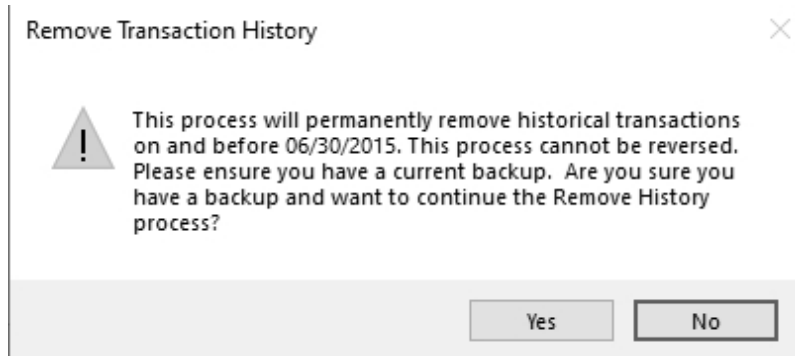 Remove Transaction History
This process will permanently remove historical transactions
on and before 06/30/2015. This process cannot be reversed.
Please ensure you have a current backup.  Are you sure you
have a backup and want to continue the Remove History
process?
Yes
No